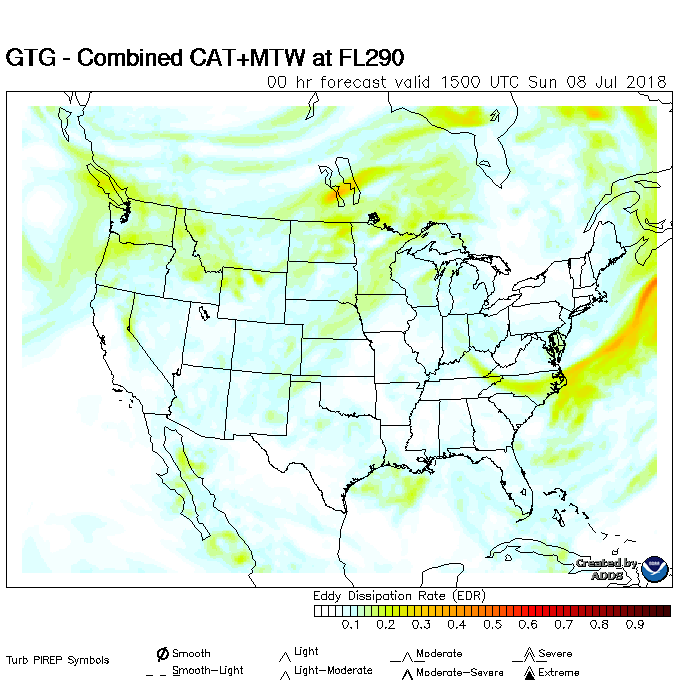 GTG - Combined CAT+MTW at FL290
00 hr forecast valid 1500 UTC Sun 08 Jul 2018
Created by
ADDS
Eddy Dissipation Rate (EDR)
0.1 0.2 0.3 0.4 0.5 0.6 0.7 0.8 0.9
Turb PIREP Symbols
Smooth Light Moderate Severe
Smooth-Light Light-Moderate Moderate-Severe Extreme